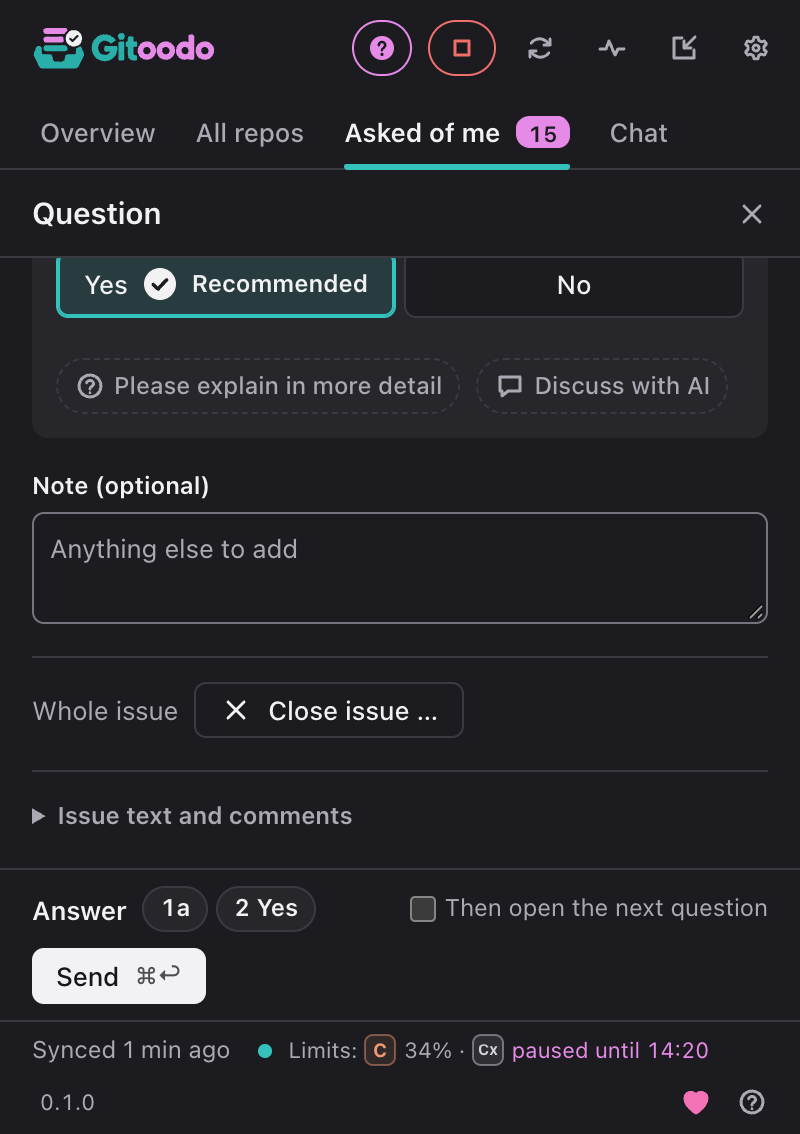 Gitoodo
Overview All repos Asked of me 15 Chat
Question
Yes Recommended No
Please explain in more detail Discuss with AI
Note (optional)
Anything else to add
Whole issue Close issue ...
Issue text and comments
Answer 1a 2 Yes Then open the next question
Send ⌘↩
Synced 1 min ago Limits: C 34% · Cx paused until 14:20
0.1.0